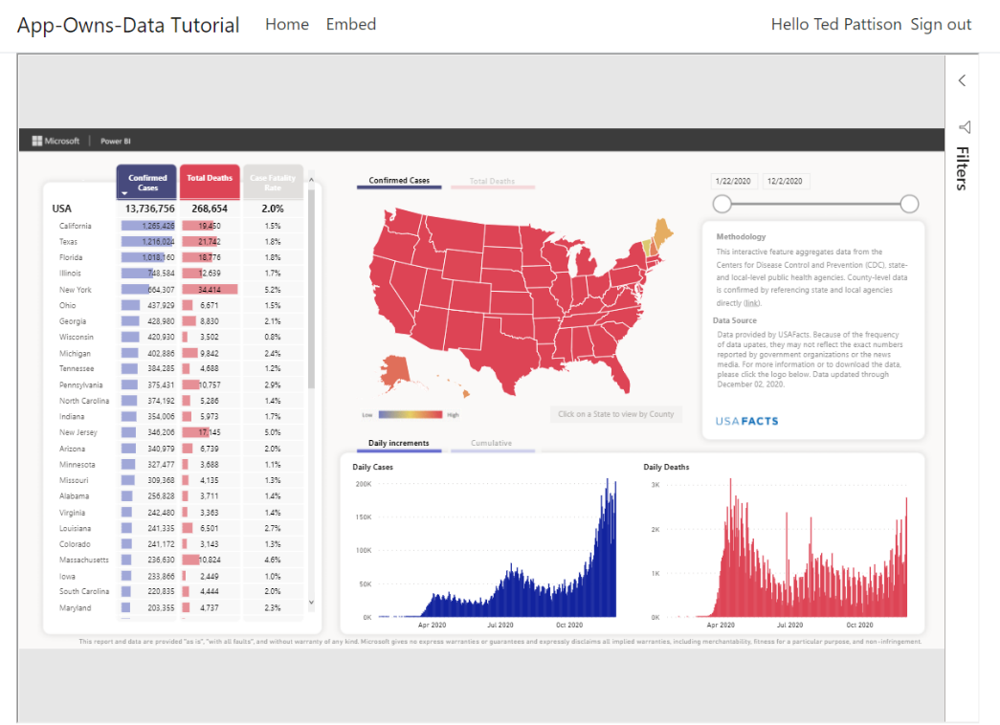 App-Owns-Data Tutorial Home Embed Hello Ted Pattison Sign out
Microsoft | Power BI
Filters
Confirmed Cases Total Deaths Case Fatality Rate
USA 13,736,756 268,654 2.0%
California 1,265,426 19,450 1.5%
Texas 1,216,024 21,742 1.8%
Florida 1,018,160 18,776 1.8%
Illinois 748,584 12,639 1.7%
New York 664,307 34,414 5.2%
Ohio 437,929 6,671 1.5%
Georgia 428,980 8,830 2.1%
Wisconsin 420,930 3,502 0.8%
Michigan 402,886 9,842 2.4%
Tennessee 384,285 4,688 1.2%
Pennsylvania 375,431 10,757 2.9%
North Carolina 374,192 5,286 1.4%
Indiana 354,006 5,973 1.7%
New Jersey 346,206 17,145 5.0%
Arizona 340,979 6,739 2.0%
Minnesota 327,477 3,688 1.1%
Missouri 309,368 4,135 1.3%
Alabama 256,828 3,711 1.4%
Virginia 242,480 3,363 1.4%
Louisiana 241,335 6,501 2.7%
Colorado 241,172 3,143 1.3%
Massachusetts 236,630 10,824 4.6%
Iowa 233,866 2,449 1.0%
South Carolina 220,835 4,444 2.0%
Maryland 203,355 4,737 2.3%
Confirmed Cases Total Deaths
Low High
Click on a State to view by County
1/22/2020 12/2/2020
Methodology
This interactive feature aggregates data from the
Centers for Disease Control and Prevention (CDC), state-
and local-level public health agencies. County-level data
is confirmed by referencing state and local agencies
directly (link).
Data Source
Data provided by USAFacts. Because of the frequency
of data upates, they may not reflect the exact numbers
reported by government organizations or the news
media. For more information or to download the data,
please click the logo below. Data updated through
December 02, 2020.
USAFACTS
Daily increments Cumulative
Daily Cases
200K
150K
100K
50K
0K
Apr 2020 Jul 2020 Oct 2020
Daily Deaths
3K
2K
1K
0K
Apr 2020 Jul 2020 Oct 2020
This report and data are provided "as is", "with all faults", and without warranty of any kind. Microsoft gives no express warranties or guarantees and expressly disclaims all implied warranties, including merchantability, fitness for a particular purpose, and non-infringement.